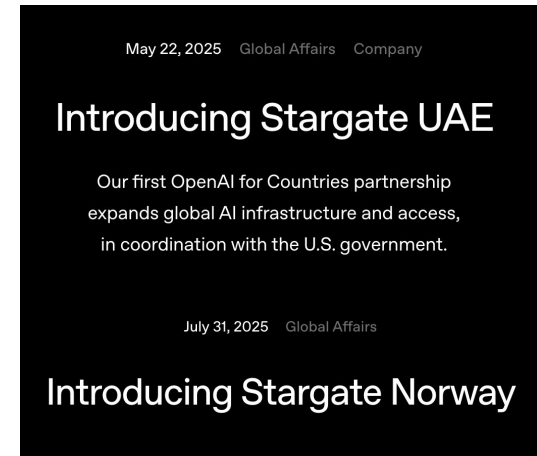 May 22, 2025 Global Affairs Company
Introducing Stargate UAE
Our first OpenAI for Countries partnership
expands global AI infrastructure and access,
in coordination with the U.S. government.
July 31, 2025 Global Affairs
Introducing Stargate Norway